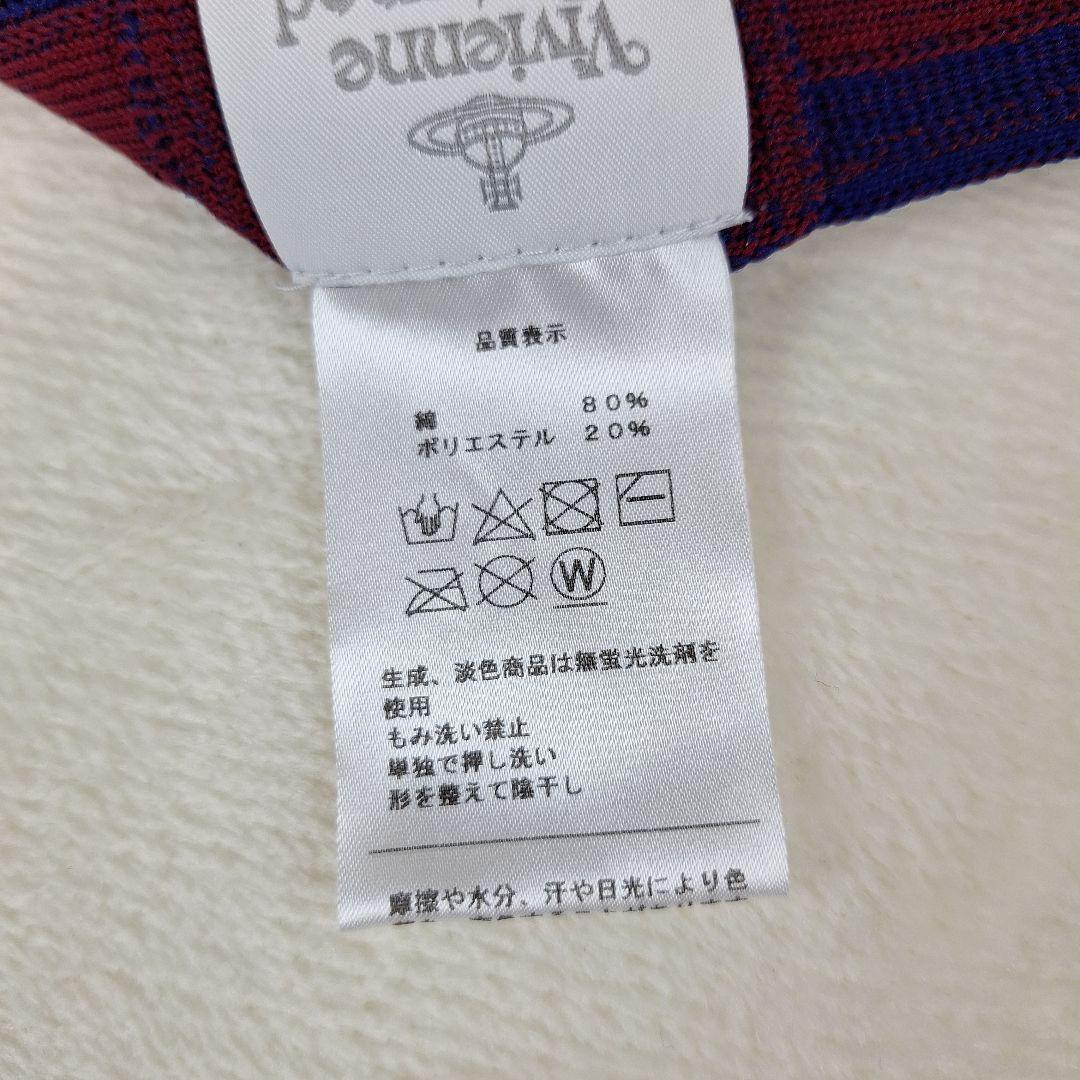 Vivienne
品質表示
綿 80%
ポリエステル 20%
W
生成、淡色商品は無蛍光洗剤を
使用
もみ洗い禁止
単独で押し洗い
形を整えて陰干し
摩擦や水分、汗や日光により色